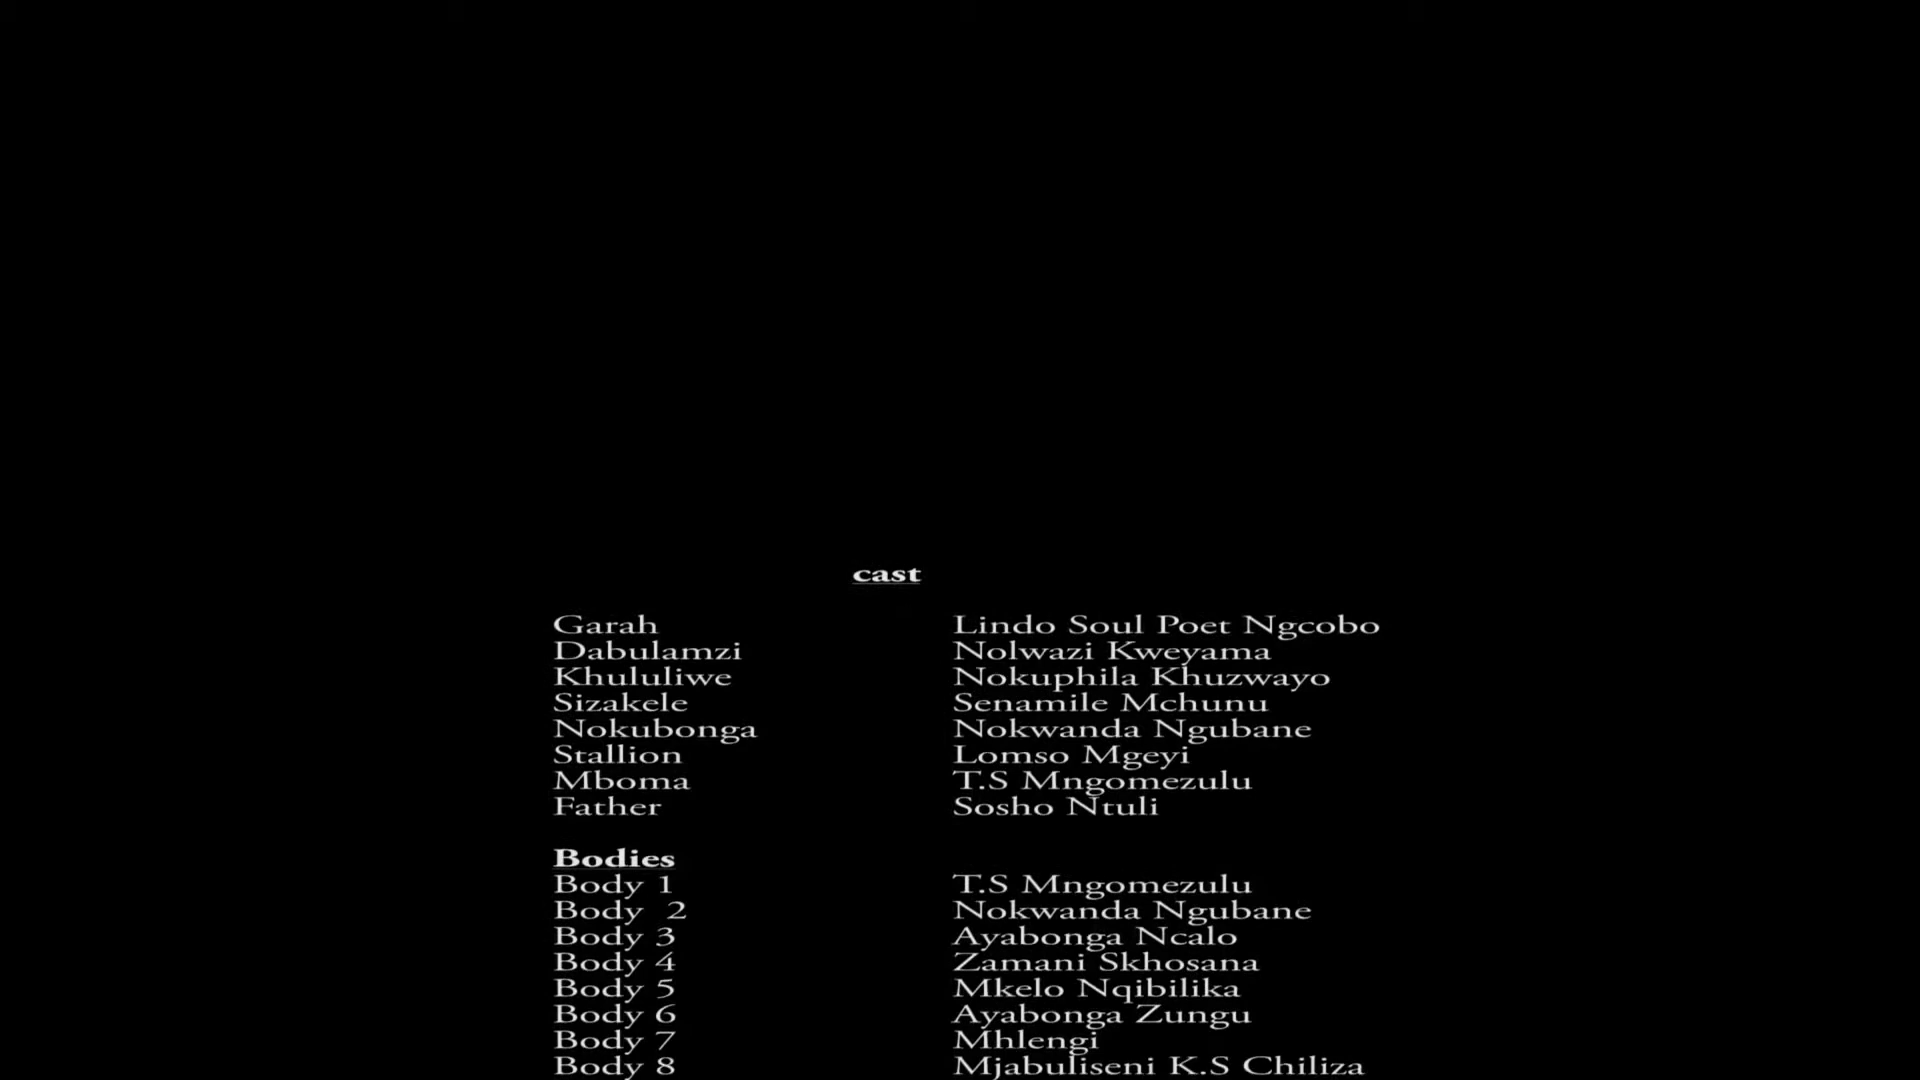 cast
Garah Lindo Soul Poet Ngcobo
Dabulamzi Nolwazi Kweyama
Khululiwe Nokuphila Khuzwayo
Sizakele Senamile Mchunu
Nokubonga Nokwanda Ngubane
Stallion Lomso Mgeyi
Mboma T.S Mngomezulu
Father Sosho Ntuli
Bodies
Body 1 T.S Mngomezulu
Body 2 Nokwanda Ngubane
Body 3 Ayabonga Ncalo
Body 4 Zamani Skhosana
Body 5 Mkelo Nqibilika
Body 6 Ayabonga Zungu
Body 7 Mhlengi
Body 8 Mjabuliseni K.S Chiliza